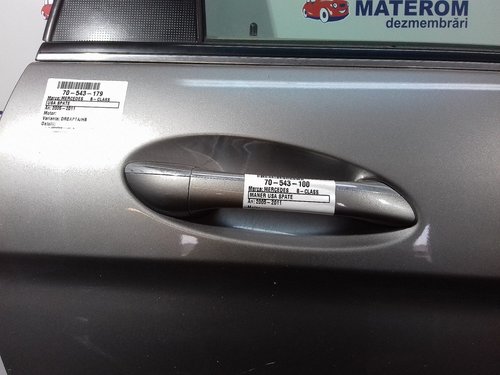 MATEROM
dezmembrări
70-543-179
Marca: MERCEDES B-CLASS
USA SPATE
An: 2005-2011
Motor:
Varianta: DREAPTA/N/B
Detalii:
70-543-180
Marca: MERCEDES B-CLASS
MANER USA SPATE
An: 2005-2011